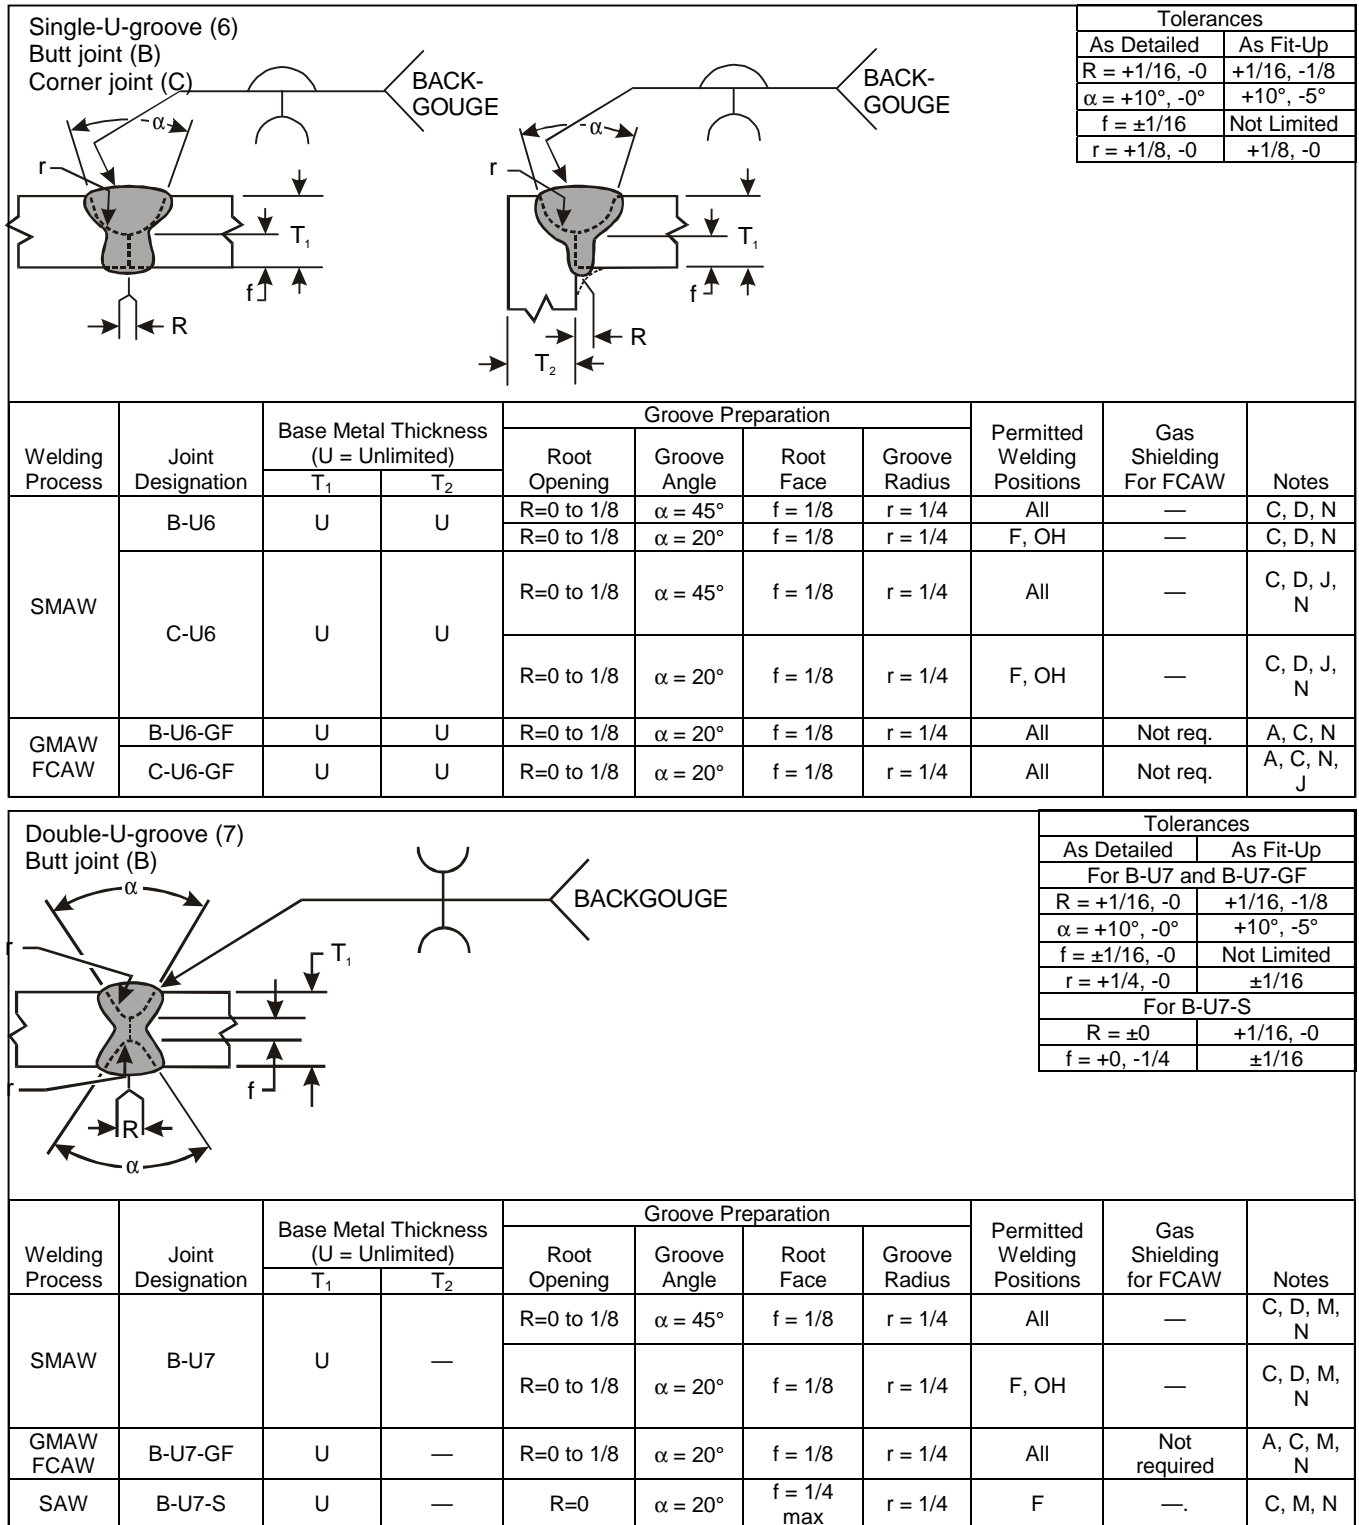 Single-U-groove (6)
Butt joint (B)
Corner joint (C)
Tolerances
As Detailed As Fit-Up
R = +1/16, -0 +1/16, -1/8
α = +10°, -0° +10°, -5°
f = ±1/16 Not Limited
r = +1/8, -0 +1/8, -0
BACK-
GOUGE
α
r
T₁
f
R
BACK-
GOUGE
α
r
T₁
f
R
T₂
Welding Process Joint Designation Base Metal Thickness (U = Unlimited) Groove Preparation Permitted Welding Positions Gas Shielding For FCAW Notes
T₁ T₂ Root Opening Groove Angle Root Face Groove Radius
SMAW B-U6 U U R=0 to 1/8 α = 45° f = 1/8 r = 1/4 All — C, D, N
R=0 to 1/8 α = 20° f = 1/8 r = 1/4 F, OH — C, D, N
C-U6 U U R=0 to 1/8 α = 45° f = 1/8 r = 1/4 All — C, D, J, N
R=0 to 1/8 α = 20° f = 1/8 r = 1/4 F, OH — C, D, J, N
GMAW FCAW B-U6-GF U U R=0 to 1/8 α = 20° f = 1/8 r = 1/4 All Not req. A, C, N
C-U6-GF U U R=0 to 1/8 α = 20° f = 1/8 r = 1/4 All Not req. A, C, N, J
Double-U-groove (7)
Butt joint (B)
Tolerances
As Detailed As Fit-Up
For B-U7 and B-U7-GF
R = +1/16, -0 +1/16, -1/8
α = +10°, -0° +10°, -5°
f = ±1/16, -0 Not Limited
r = +1/4, -0 ±1/16
For B-U7-S
R = ±0 +1/16, -0
f = +0, -1/4 ±1/16
α
BACKGOUGE
r
T₁
r
f
R
α
Welding Process Joint Designation Base Metal Thickness (U = Unlimited) Groove Preparation Permitted Welding Positions Gas Shielding for FCAW Notes
T₁ T₂ Root Opening Groove Angle Root Face Groove Radius
SMAW B-U7 U — R=0 to 1/8 α = 45° f = 1/8 r = 1/4 All — C, D, M, N
R=0 to 1/8 α = 20° f = 1/8 r = 1/4 F, OH — C, D, M, N
GMAW FCAW B-U7-GF U — R=0 to 1/8 α = 20° f = 1/8 r = 1/4 All Not required A, C, M, N
SAW B-U7-S U — R=0 α = 20° f = 1/4 max r = 1/4 F —. C, M, N